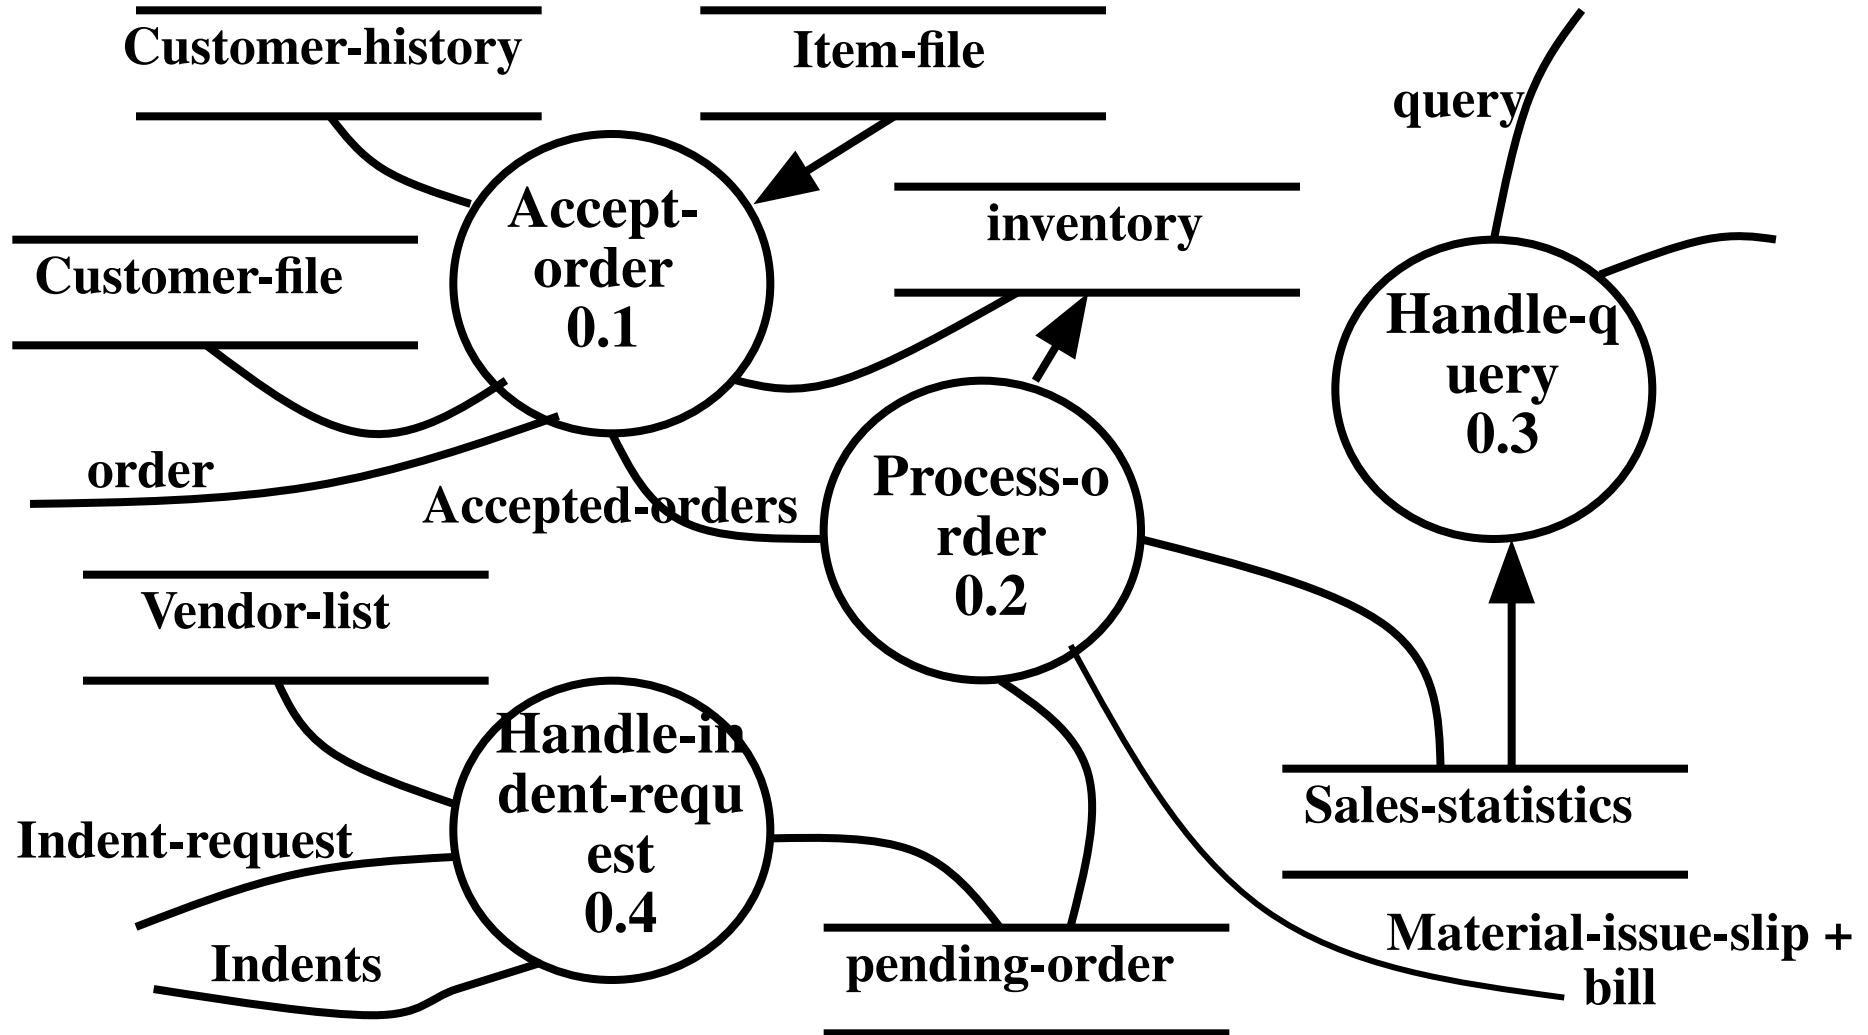 Customer-history
Item-file
query
Accept-
order
0.1
inventory
Customer-file
Handle-q
uery
0.3
order
Accepted-orders
Process-o
rder
0.2
Vendor-list
Handle-in
dent-requ
est
0.4
Sales-statistics
Indent-request
Indents
pending-order
Material-issue-slip +
bill